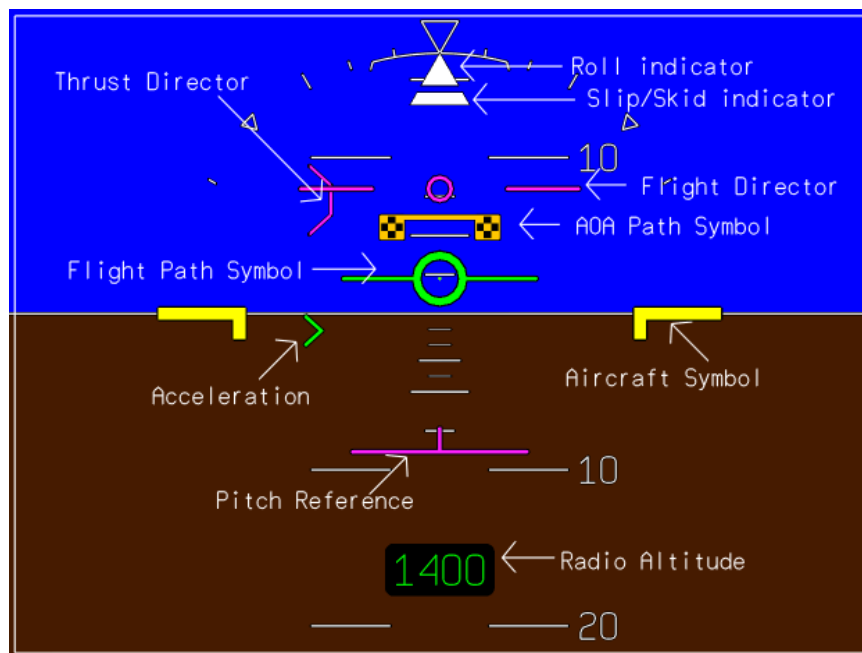 Roll indicator
Thrust Director
Slip/Skid indicator
10
Flight Director
AOA Path Symbol
Flight Path Symbol
Aircraft Symbol
Acceleration
10
Pitch Reference
1400
Radio Altitude
20